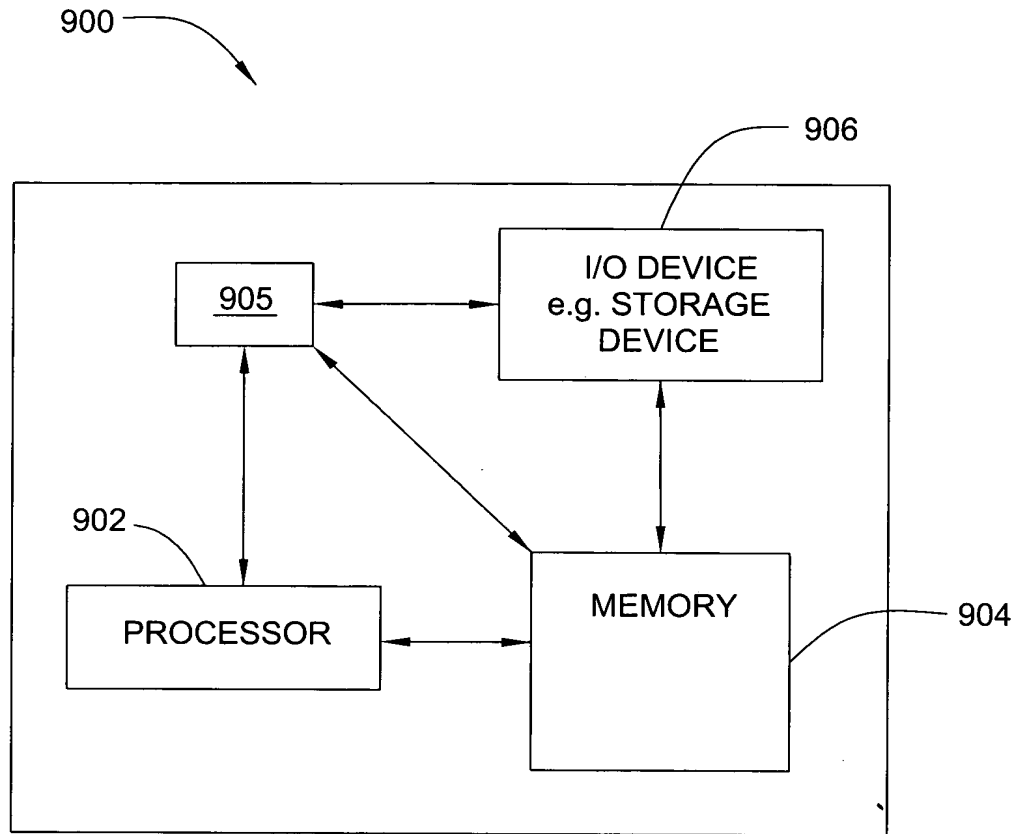 900
906
I/O DEVICE
e.g. STORAGE
DEVICE
905
902
PROCESSOR
MEMORY
904